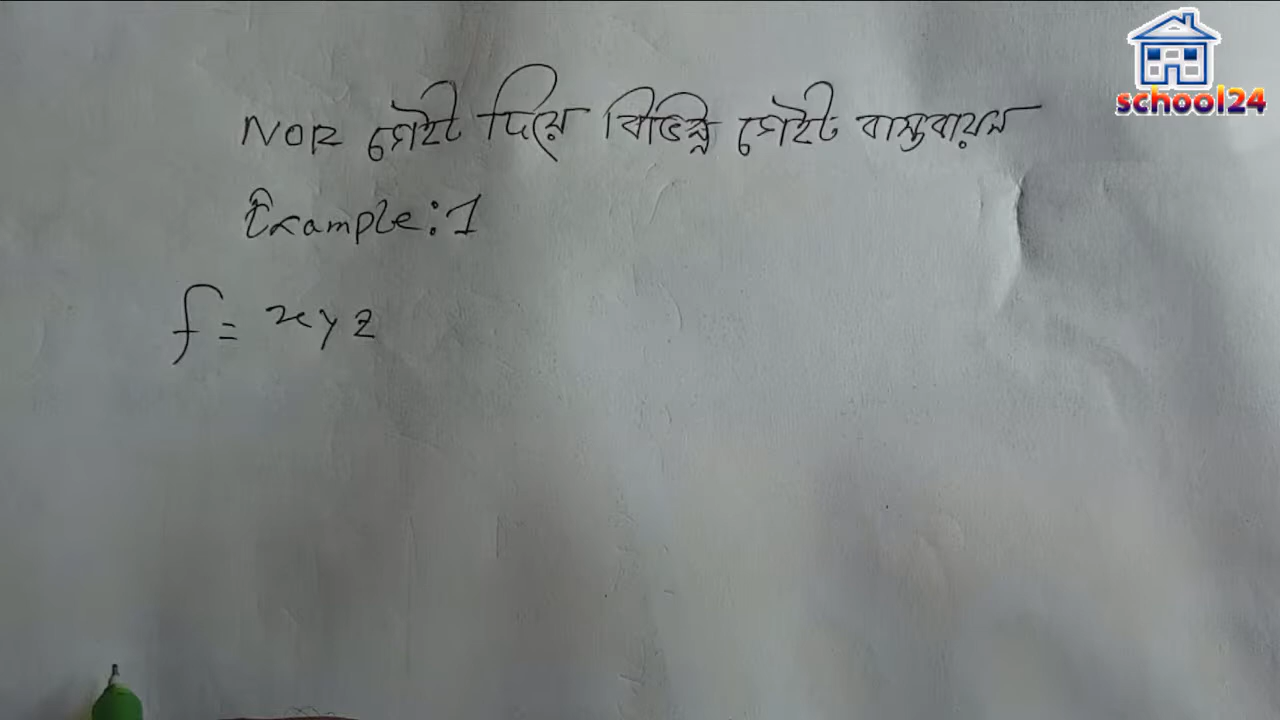 school24
NOR গেইট দিয়ে বিভিন্ন গেইট বাস্তবায়ন
Example: 1
f = xyz